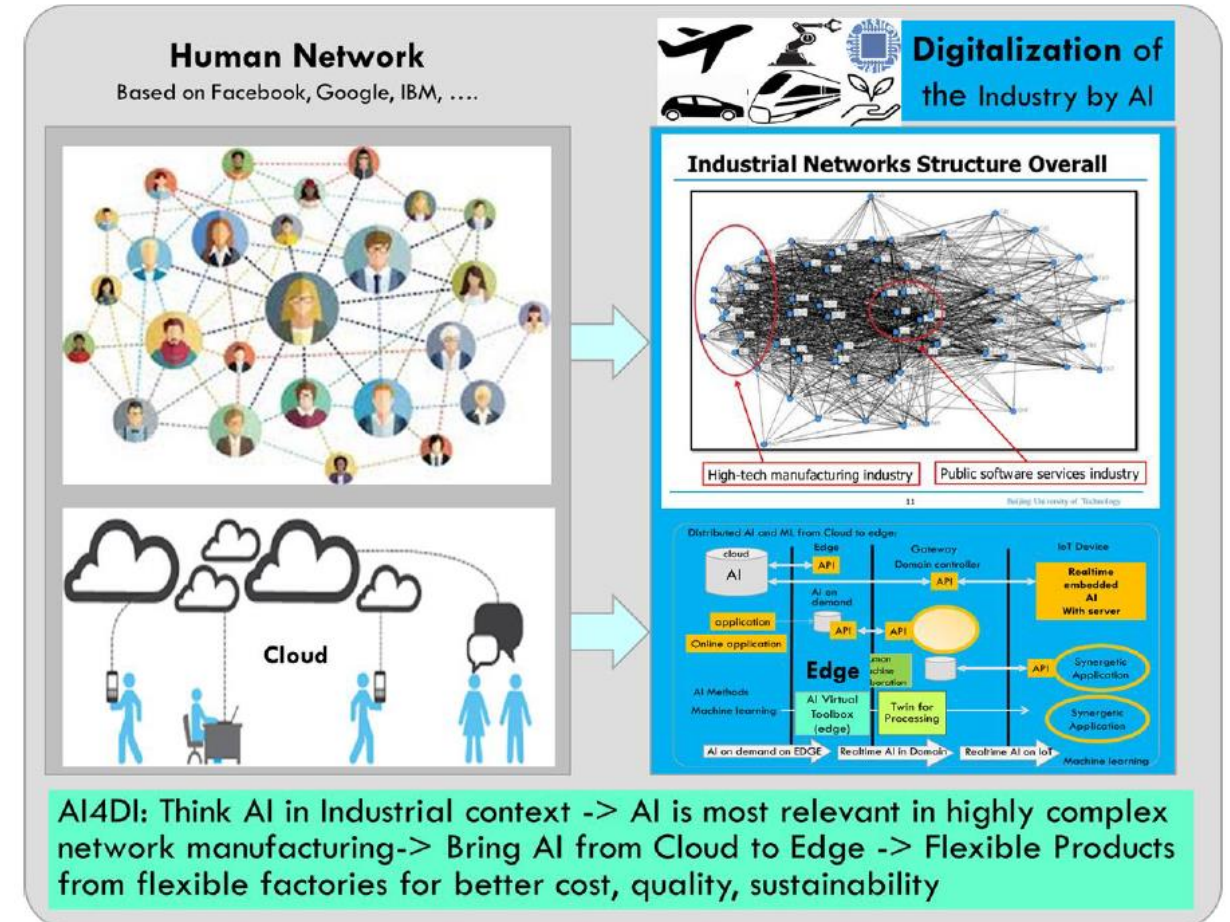 Human Network
Based on Facebook, Google, IBM, ....
Digitalization of
the Industry by AI
Industrial Networks Structure Overall
High-tech manufacturing industry
Public software services industry
11
Beijing University of Technology
Cloud
Distributed AI and ML from Cloud to edge:
cloud
AI
Edge
API
Gateway
Domain controller
API
IoT Device
Realtime
embedded
AI
With server
AI on
demand
application
Online application
API
API
Edge
API
Synergetic
Application
AI Methods
Machine learning
AI Virtual
Toolbox
(edge)
Twin for
Processing
Synergetic
Application
AI on demand on EDGE
Realtime AI in Domain
Realtime AI on IoT
Machine learning
AI4DI: Think AI in Industrial context -> AI is most relevant in highly complex
network manufacturing-> Bring AI from Cloud to Edge -> Flexible Products
from flexible factories for better cost, quality, sustainability